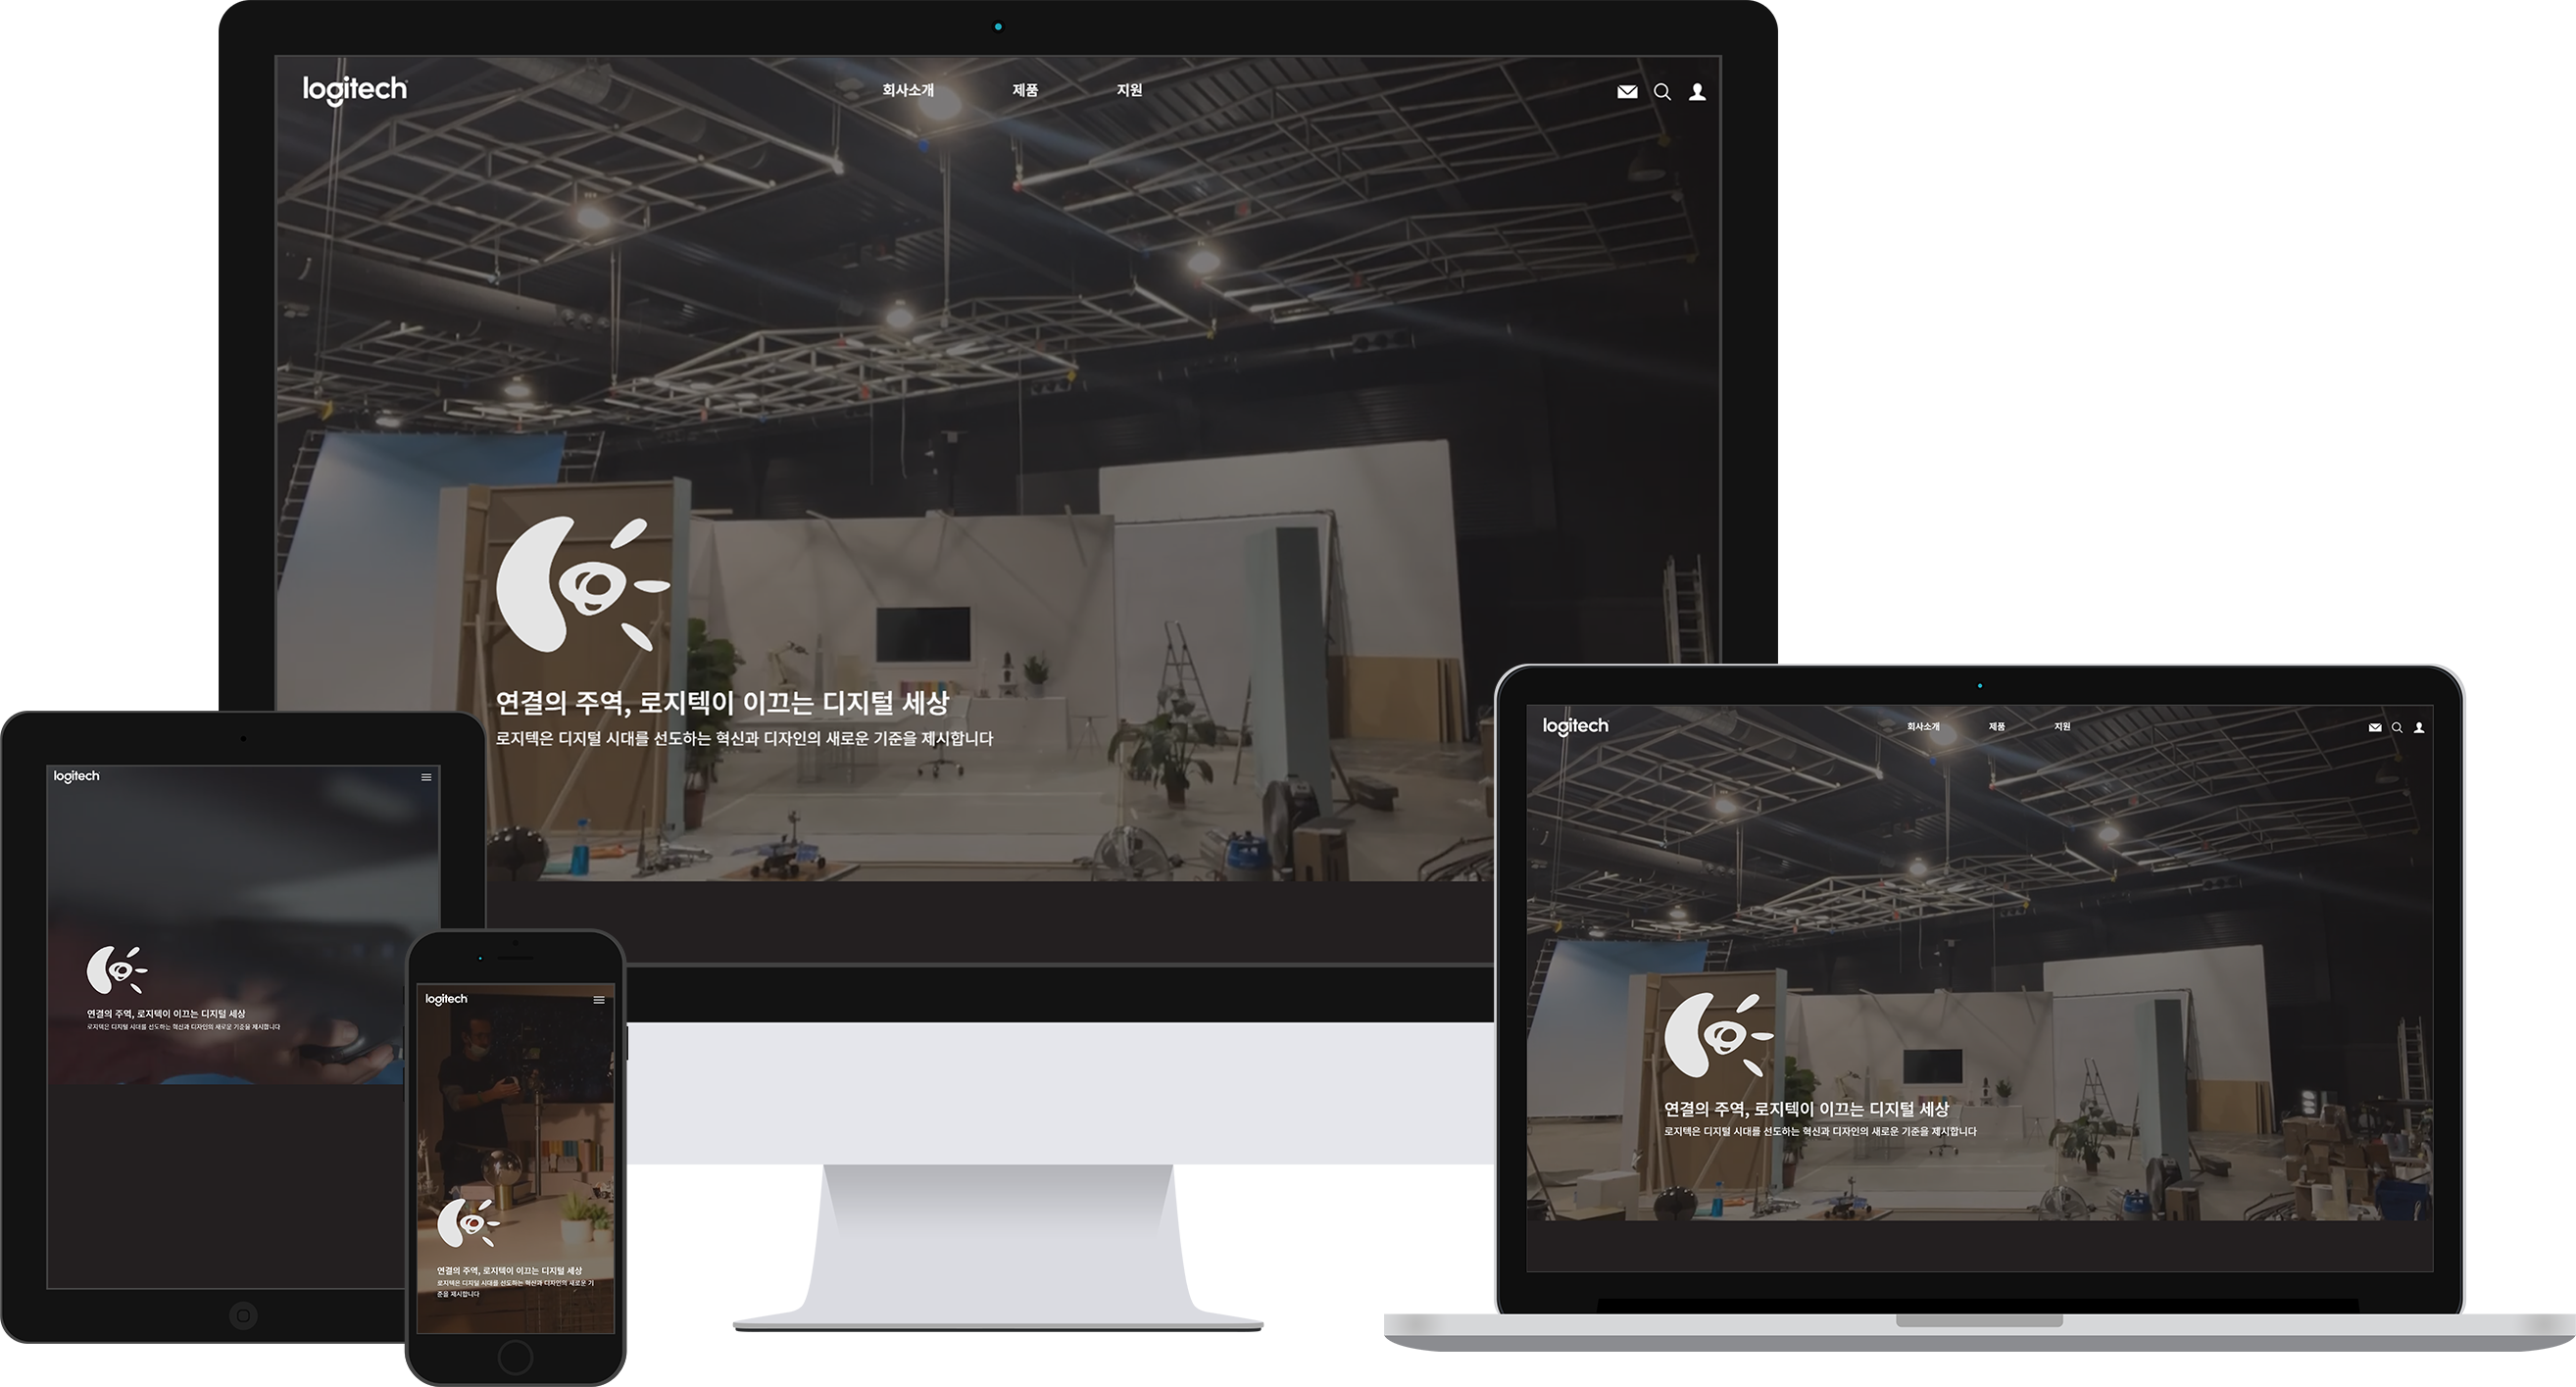 logitech
회사소개 제품 지원
연결의 주역, 로지텍이 이끄는 디지털 세상
로지텍은 디지털 시대를 선도하는 혁신과 디자인의 새로운 기준을 제시합니다
logitech
연결의 주역, 로지텍이 이끄는 디지털 세상
로지텍은 디지털 시대를 선도하는 혁신과 디자인의 새로운 기준을 제시합니다
logitech
연결의 주역, 로지텍이 이끄는 디지털 세상
로지텍은 디지털 시대를 선도하는 혁신과 디자인의 새로운 기
준을 제시합니다
logitech
회사소개 제품 지원
연결의 주역, 로지텍이 이끄는 디지털 세상
로지텍은 디지털 시대를 선도하는 혁신과 디자인의 새로운 기준을 제시합니다